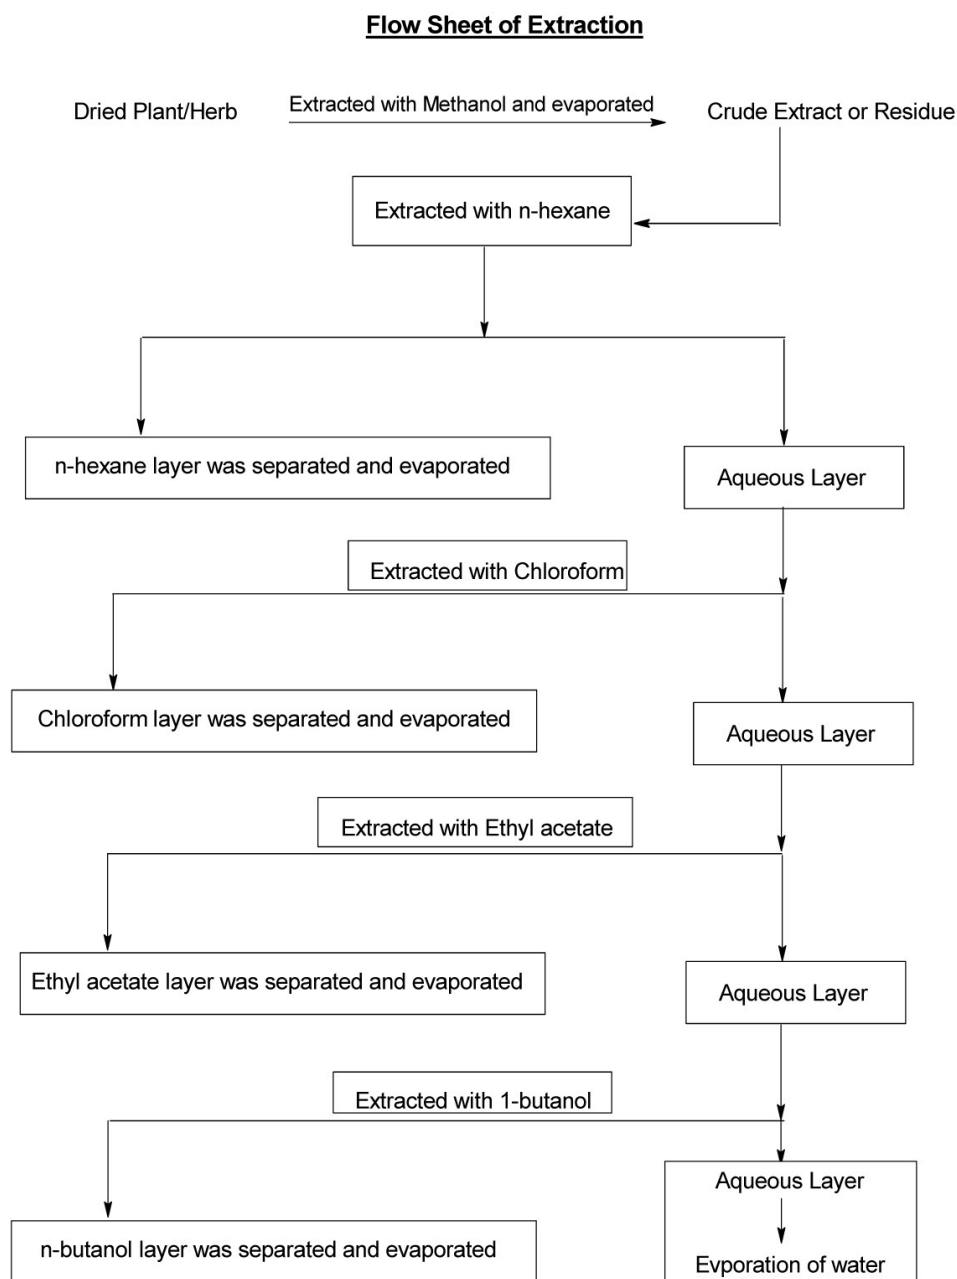 Flow Sheet of Extraction
Dried Plant/Herb
Extracted with Methanol and evaporated
Crude Extract or Residue
Extracted with n-hexane
n-hexane layer was separated and evaporated
Aqueous Layer
Extracted with Chloroform
Chloroform layer was separated and evaporated
Aqueous Layer
Extracted with Ethyl acetate
Ethyl acetate layer was separated and evaporated
Aqueous Layer
Extracted with 1-butanol
Aqueous Layer
n-butanol layer was separated and evaporated
Evporation of water